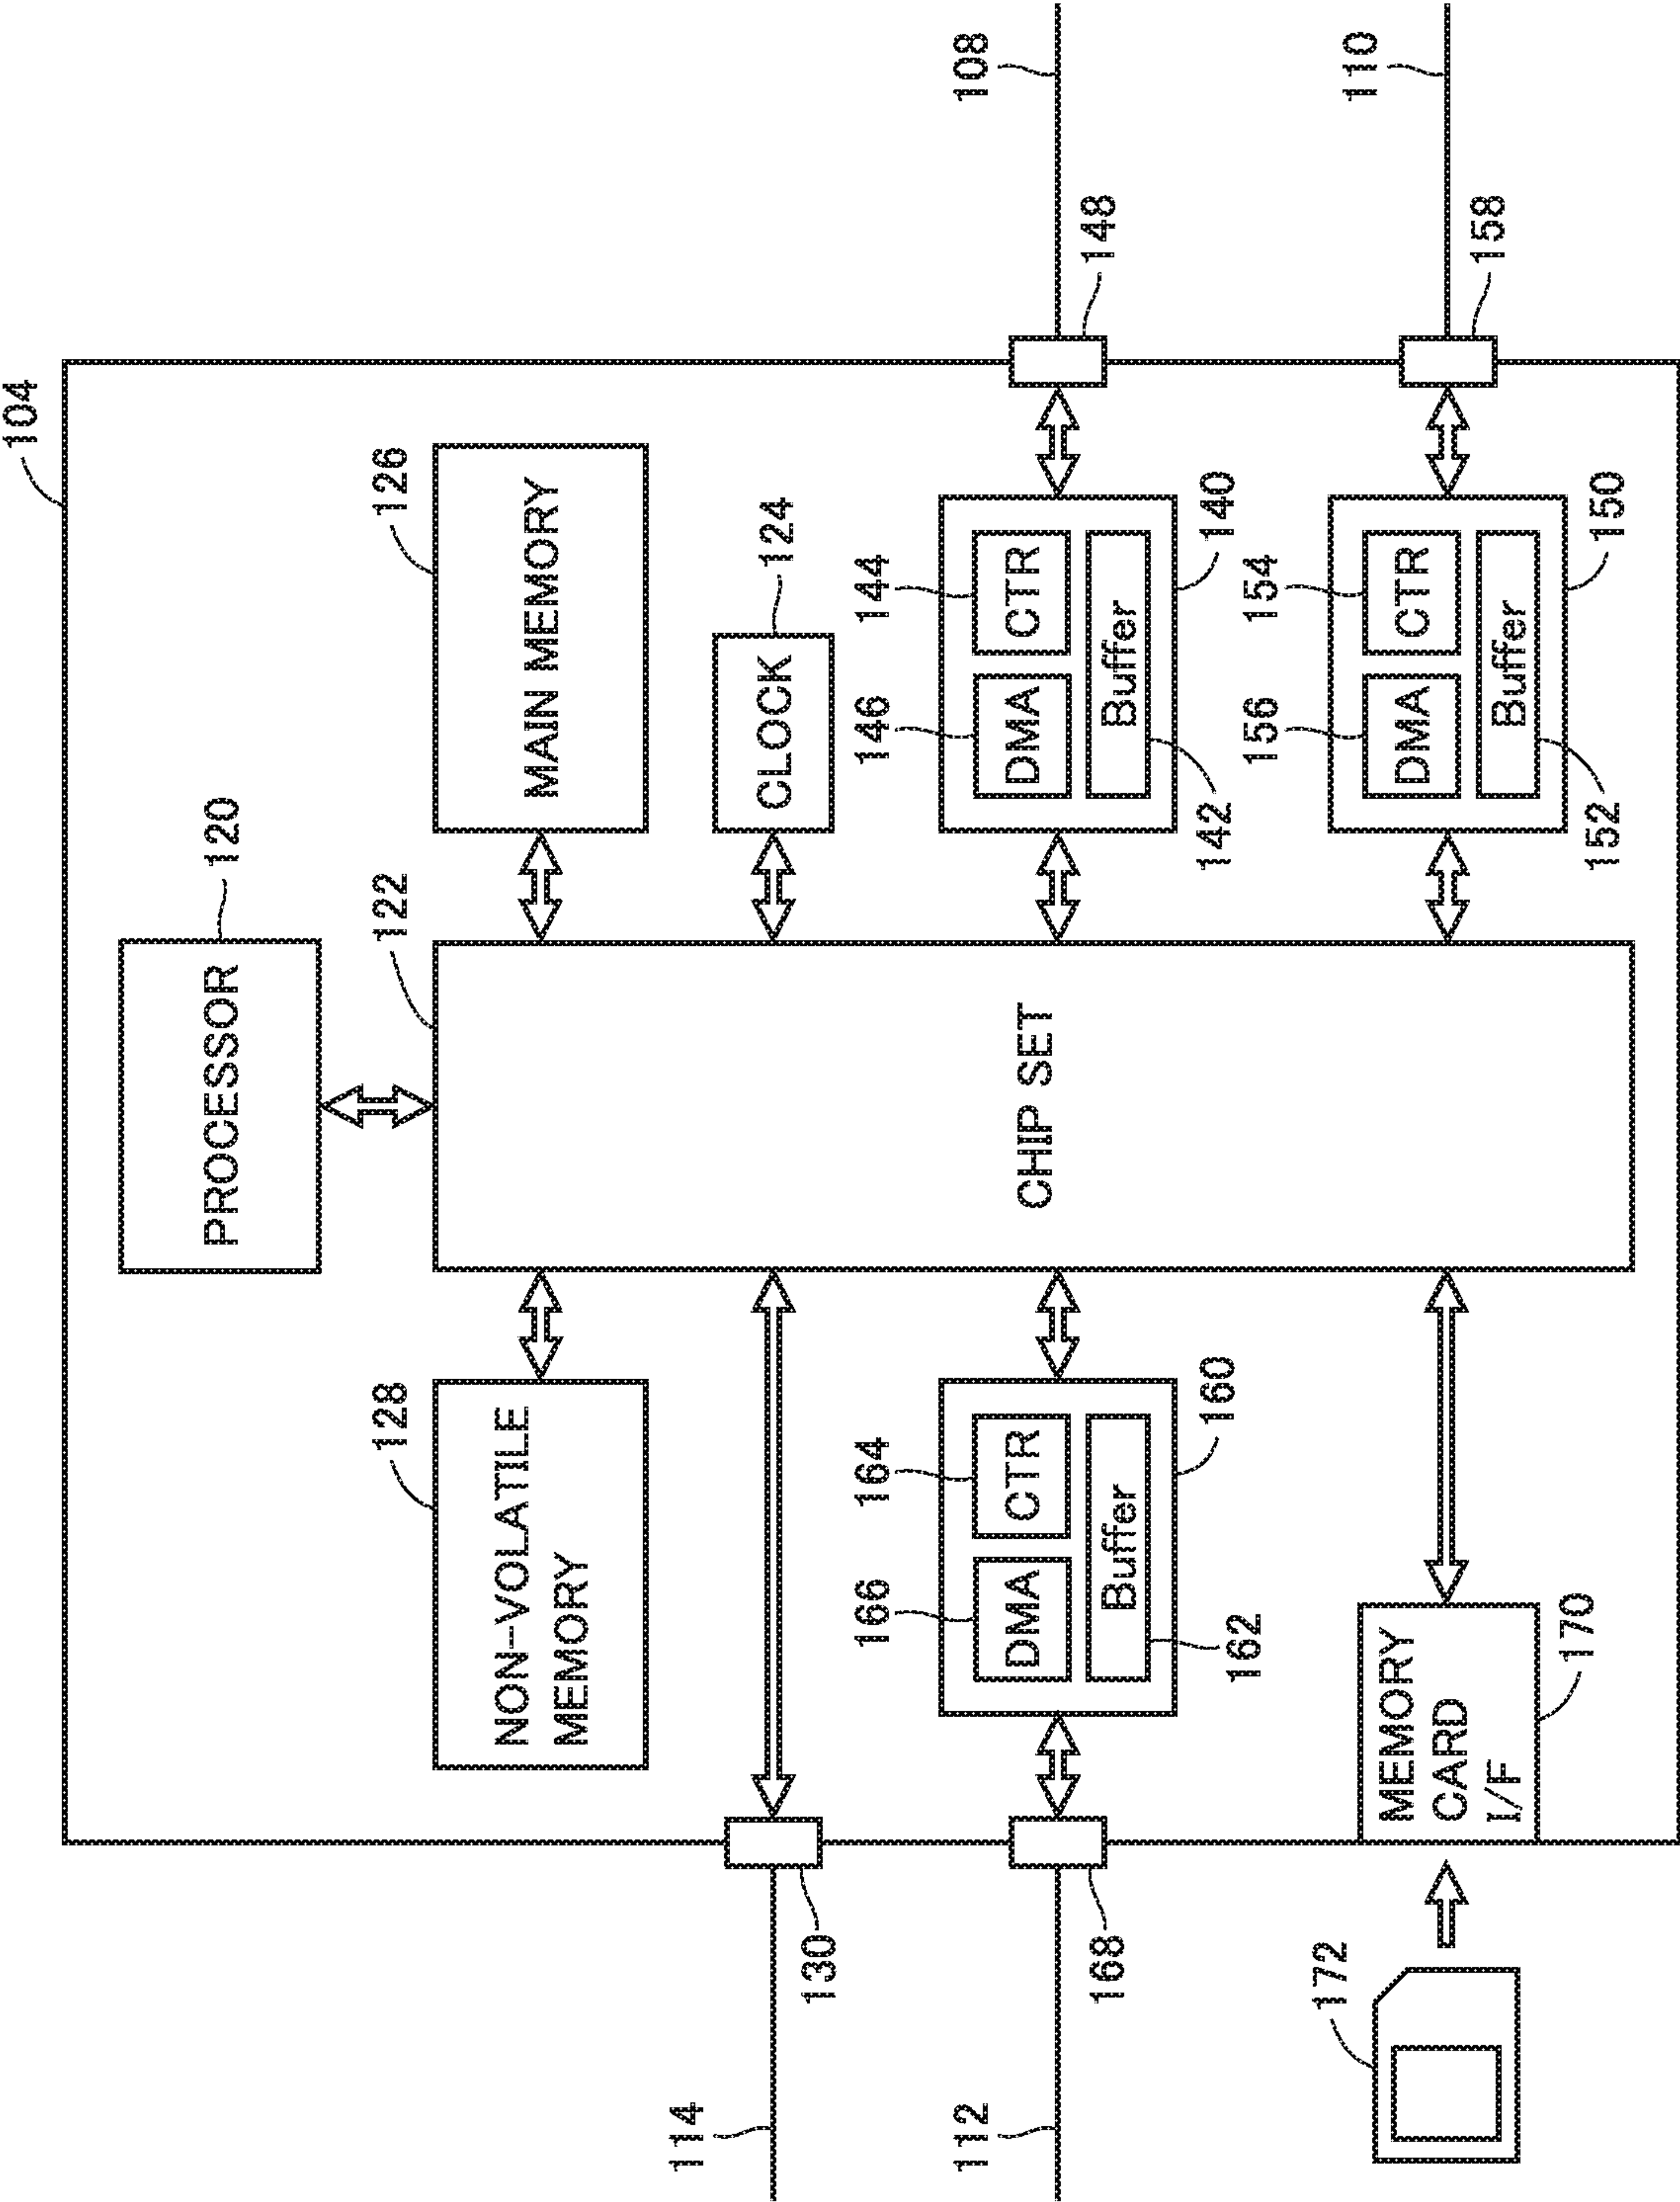 104
120
PROCESSOR
128
122
126
NON-VOLATILE
MEMORY
MAIN MEMORY
114
124
CLOCK
130
166
164
146
144
112
108
DMA
CTR
CHIP SET
DMA
CTR
168
148
Buffer
Buffer
162
160
142
140
156
154
172
110
MEMORY
CARD
I/F
DMA
CTR
158
Buffer
170
152
150